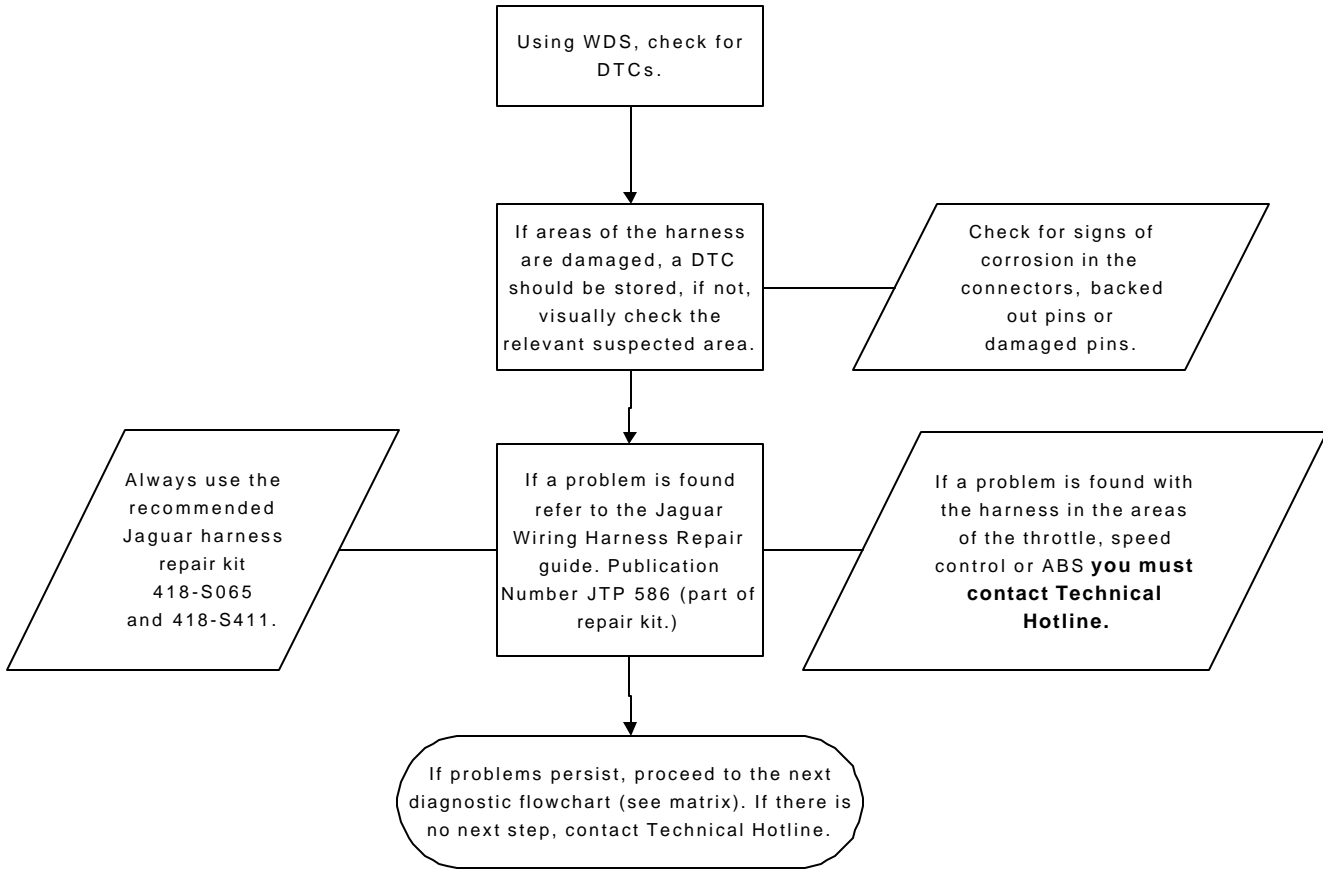 Using WDS, check for
DTCs.
If areas of the harness
are damaged, a DTC
should be stored, if not,
visually check the
relevant suspected area.
Check for signs of
corrosion in the
connectors, backed
out pins or
damaged pins.
Always use the
recommended
Jaguar harness
repair kit
418-S065
and 418-S411.
If a problem is found
refer to the Jaguar
Wiring Harness Repair
guide. Publication
Number JTP 586 (part of
repair kit.)
If a problem is found with
the harness in the areas
of the throttle, speed
control or ABS you must
contact Technical
Hotline.
If problems persist, proceed to the next
diagnostic flowchart (see matrix). If there is
no next step, contact Technical Hotline.